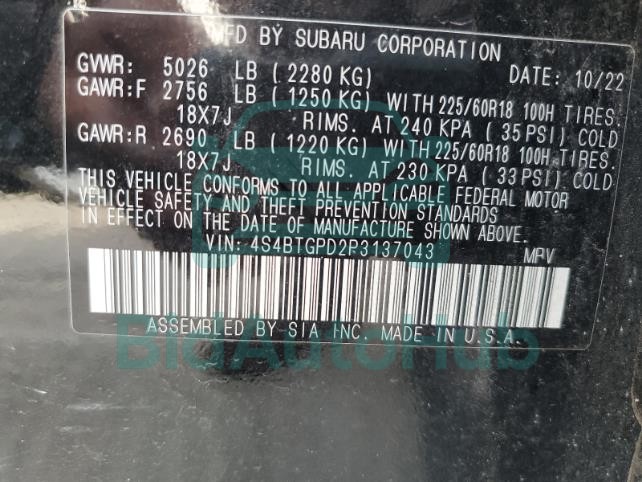 MFD BY SUBARU CORPORATION
GVWR: 5026 LB (2280 KG) DATE: 10/22
GAWR:F 2756 LB (1250 KG) WITH 225/60R18 100H TIRES.
18X7J RIMS. AT 240 KPA (35 PSI) COLD
GAWR:R 2690 LB (1220 KG) WITH 225/60R18 100H TIRES.
18X7J RIMS. AT 230 KPA (33 PSI) COLD
THIS VEHICLE CONFORMS TO ALL APPLICABLE FEDERAL MOTOR
VEHICLE SAFETY AND THEFT PREVENTION STANDARDS
IN EFFECT ON THE DATE OF MANUFACTURE SHOWN ABOVE.
VIN: 4S4BTGPD2P3137043 MPV
ASSEMBLED BY SIA INC. MADE IN U.S.A.
BidAutoHub